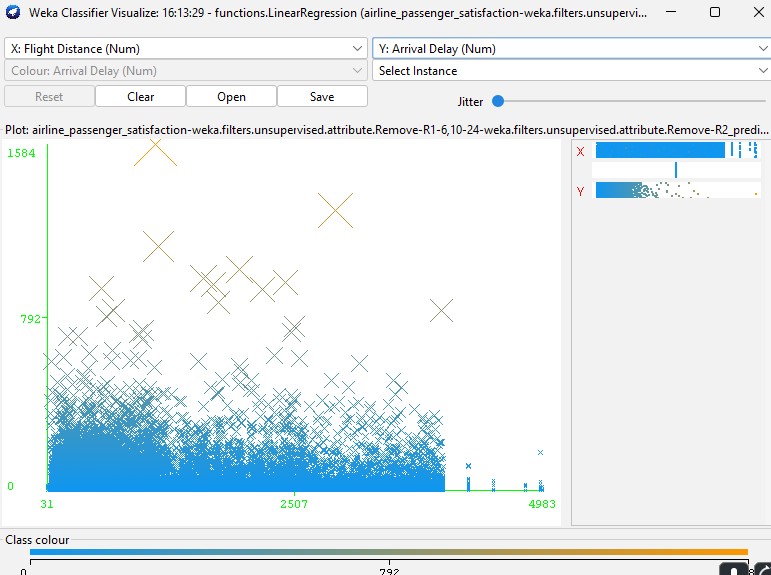 Weka Classifier Visualize: 16:13:29 - functions.LinearRegression (airline_passenger_satisfaction-weka.filters.unsupervi...
X: Flight Distance (Num)
Y: Arrival Delay (Num)
Colour: Arrival Delay (Num)
Select Instance
Reset
Clear
Open
Save
Jitter
Plot: airline_passenger_satisfaction-weka.filters.unsupervised.attribute.Remove-R1-6,10-24-weka.filters.unsupervised.attribute.Remove-R2_predi...
1584
792
0
31
2507
4983
X
Y
Class colour
0
792